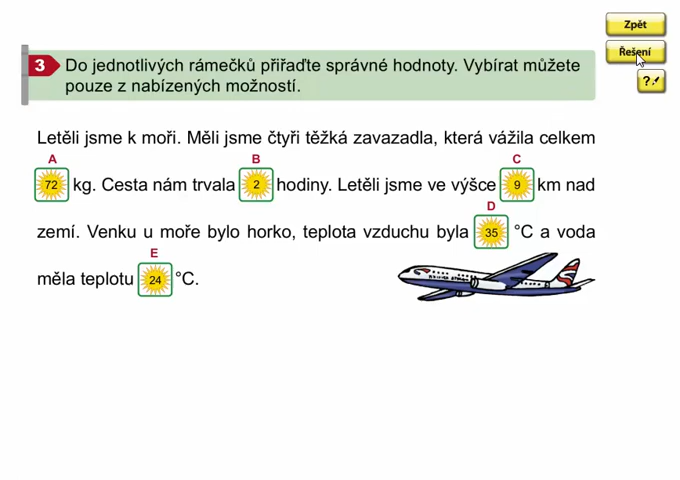 Zpět
Řešení
?
3 Do jednotlivých rámečků přiřaďte správné hodnoty. Vybírat můžete
pouze z nabízených možností.
Letěli jsme k moři. Měli jsme čtyři těžká zavazadla, která vážila celkem
A B C
72 kg. Cesta nám trvala 2 hodiny. Letěli jsme ve výšce 9 km nad
D
zemí. Venku u moře bylo horko, teplota vzduchu byla 35 °C a voda
E
měla teplotu 24 °C.